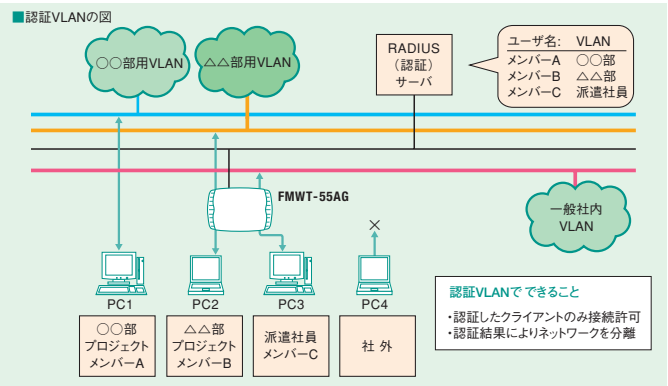 ■認証VLANの図
○○部用VLAN
△△部用VLAN
RADIUS
(認証)
サーバ
ユーザ名: VLAN
メンバーA ○○部
メンバーB △△部
メンバーC 派遣社員
FMWT-55AG
一般社内
VLAN
×
PC1
PC2
PC3
PC4
○○部
プロジェクト
メンバーA
△△部
プロジェクト
メンバーB
派遣社員
メンバーC
社 外
認証VLANで できること
・認証したクライアントのみ接続許可
・認証結果によりネットワークを分離